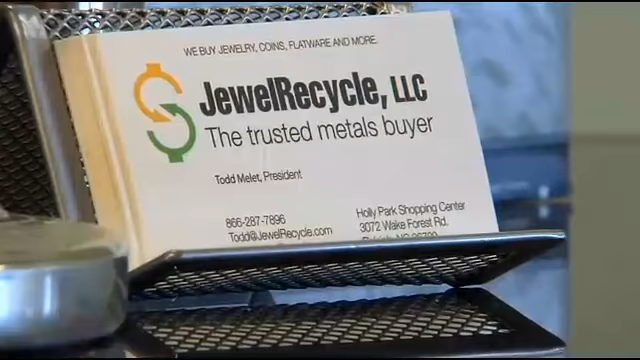 WE BUY JEWELRY, COINS, FLATWARE AND MORE.
JewelRecycle, LLC
The trusted metals buyer
Todd Melet, President
866-287-7896
Todd@JewelRecycle.com
Holly Park Shopping Center
3072 Wake Forest Rd.